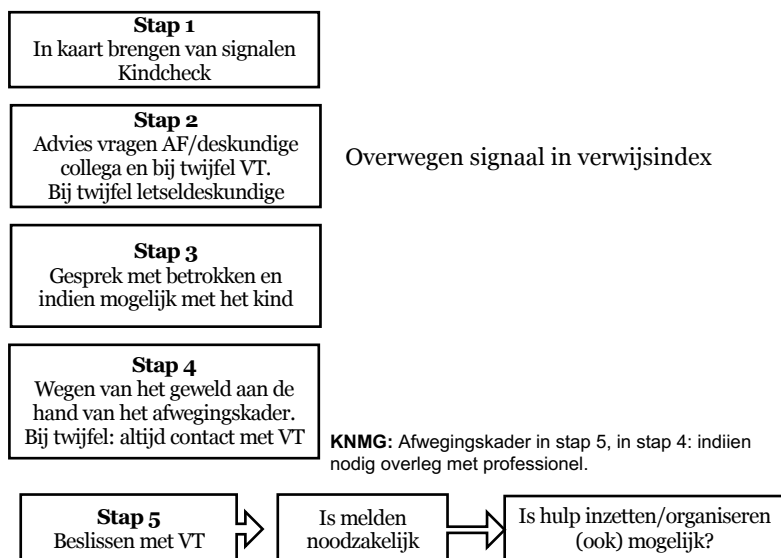 Stap 1
In kaart brengen van signalen
Kindcheck
Stap 2
Advies vragen AF/deskundige
collega en bij twijfel VT.
Bij twijfel letseldeskundige
Overwegen signaal in verwijsindex
Stap 3
Gesprek met betrokken en
indien mogelijk met het kind
Stap 4
Wegen van het geweld aan de
hand van het afwegingskader.
Bij twijfel: altijd contact met VT
KNMG: Afwegingskader in stap 5, in stap 4: indiien
nodig overleg met professionel.
Stap 5
Beslissen met VT
Is melden
noodzakelijk
Is hulp inzetten/organiseren
(ook) mogelijk?